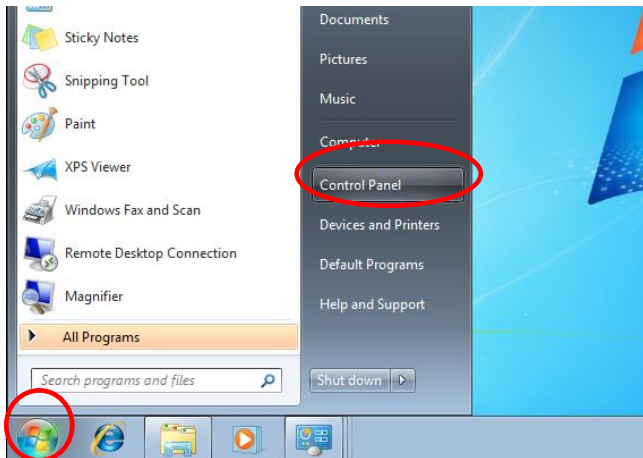 Sticky Notes
Snipping Tool
Paint
XPS Viewer
Windows Fax and Scan
Remote Desktop Connection
Magnifier
All Programs
Search programs and files
Documents
Pictures
Music
Computer
Control Panel
Devices and Printers
Default Programs
Help and Support
Shut down